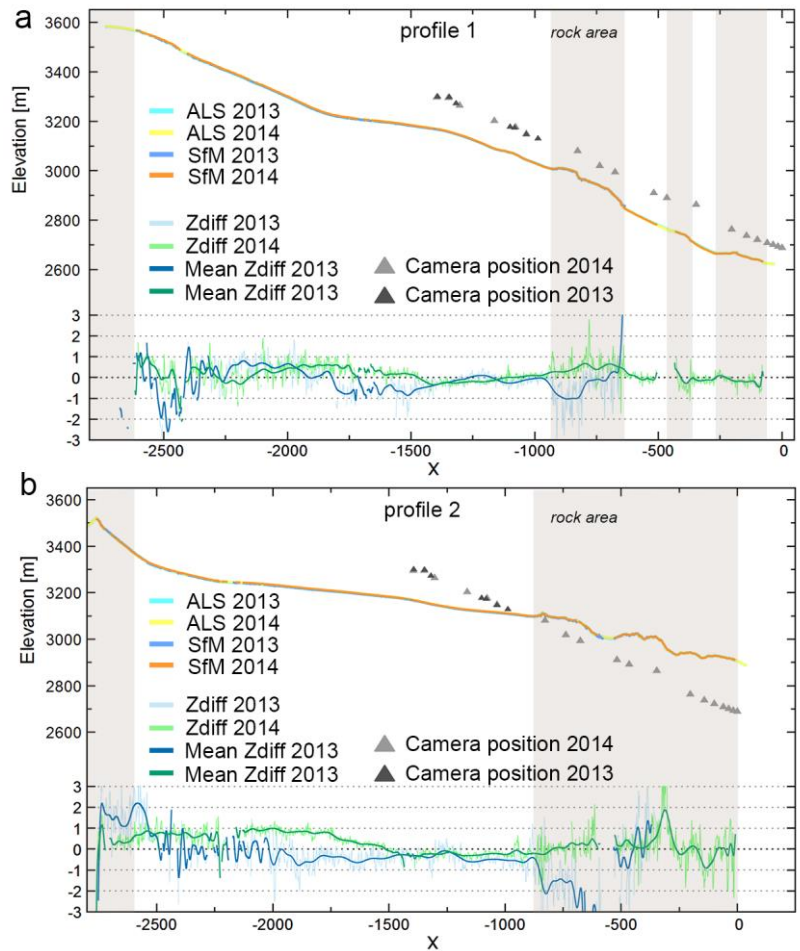 a
profile 1
rock area
3600
3400
3200
3000
2800
2600
Elevation [m]
ALS 2013
ALS 2014
SfM 2013
SfM 2014
Zdiff 2013
Zdiff 2014
Mean Zdiff 2013
Mean Zdiff 2013
Camera position 2014
Camera position 2013
3
2
1
0
-1
-2
-3
-2500
-2000
-1500
-1000
-500
0
X
b
profile 2
rock area
3600
3400
3200
3000
2800
2600
Elevation [m]
ALS 2013
ALS 2014
SfM 2013
SfM 2014
Zdiff 2013
Zdiff 2014
Mean Zdiff 2013
Mean Zdiff 2013
Camera position 2014
Camera position 2013
3
2
1
0
-1
-2
-3
-2500
-2000
-1500
-1000
-500
0
X